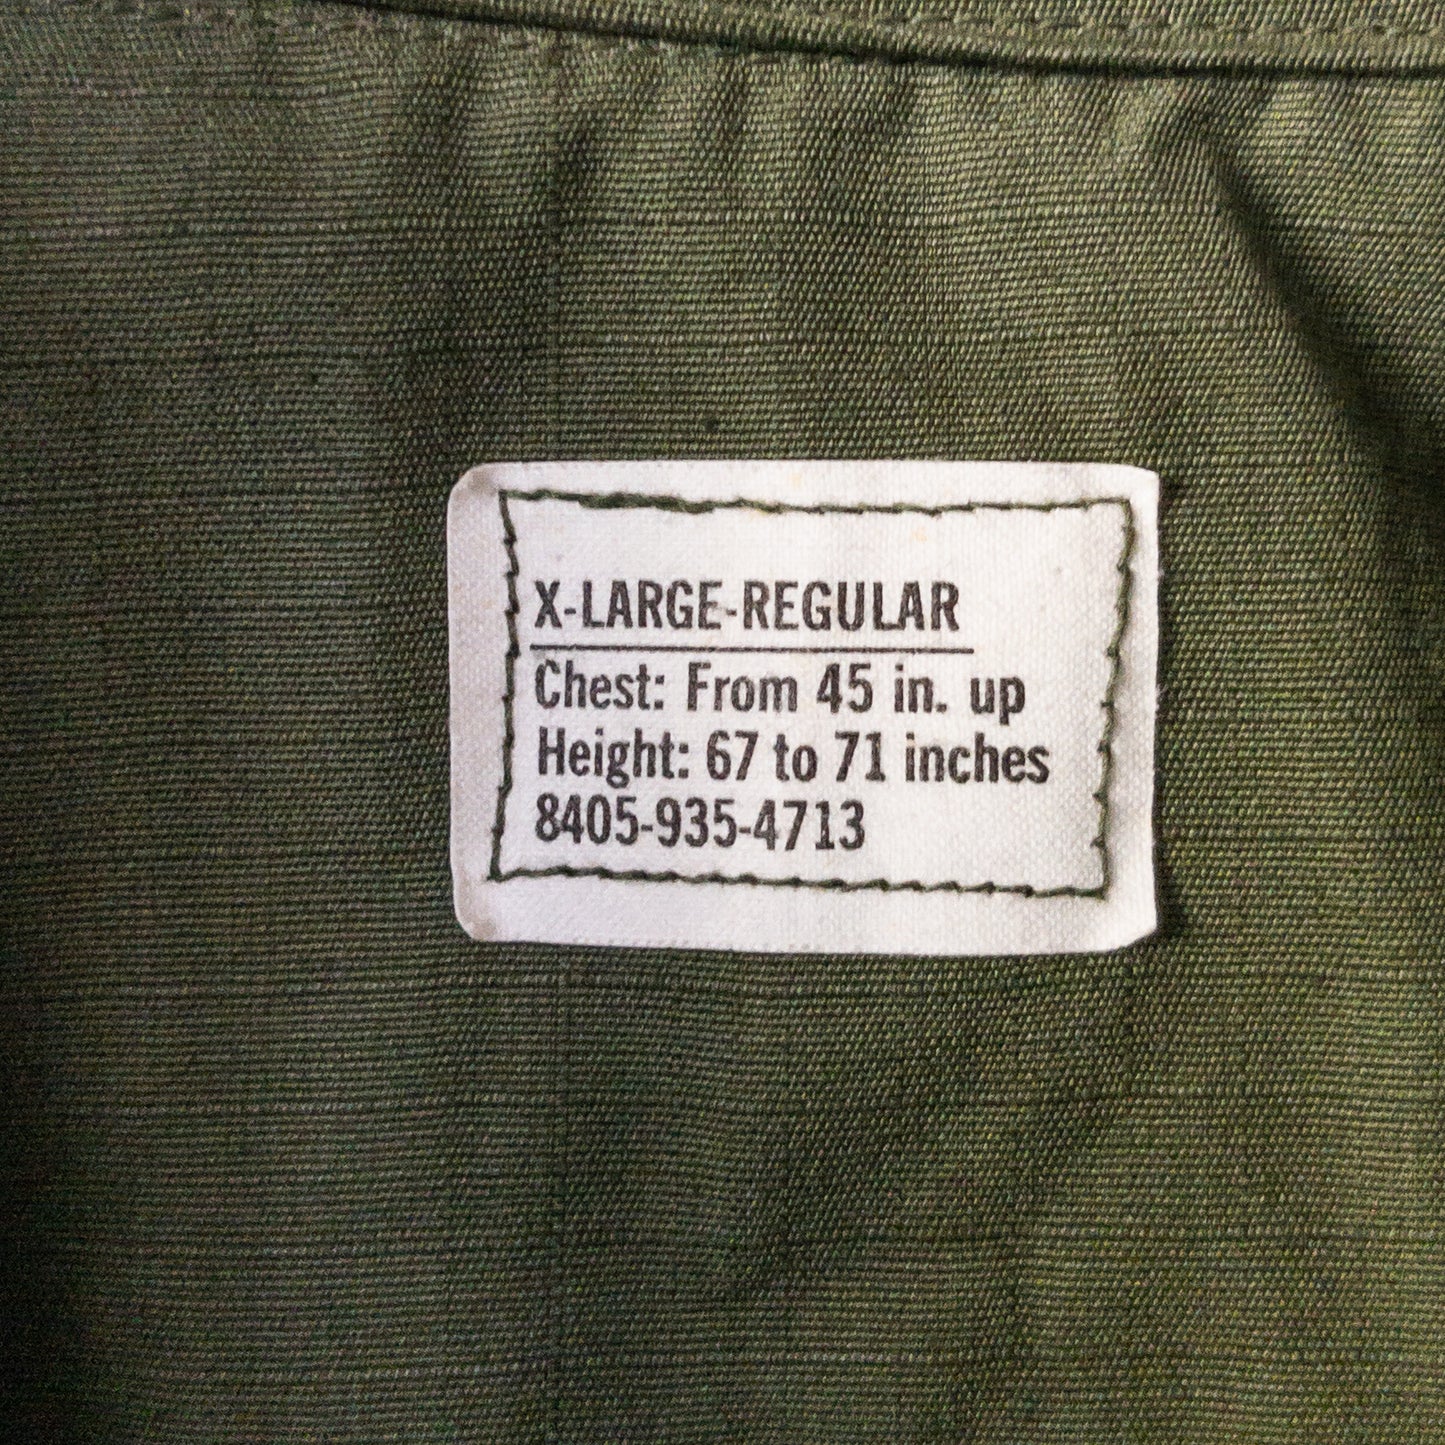 X-LARGE-REGULAR
Chest: From 45 in. up
Height: 67 to 71 inches
8405-935-4713